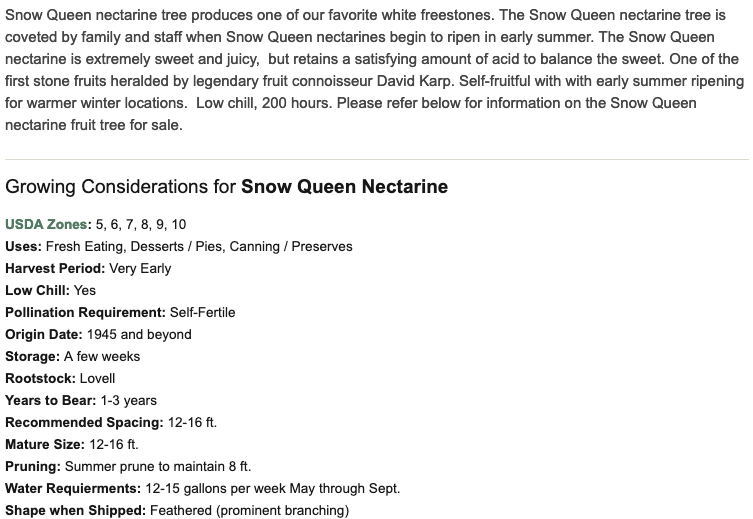 Snow Queen nectarine tree produces one of our favorite white freestones. The Snow Queen nectarine tree is
coveted by family and staff when Snow Queen nectarines begin to ripen in early summer. The Snow Queen
nectarine is extremely sweet and juicy,  but retains a satisfying amount of acid to balance the sweet. One of the
first stone fruits heralded by legendary fruit connoisseur David Karp. Self-fruitful with with early summer ripening
for warmer winter locations.  Low chill, 200 hours. Please refer below for information on the Snow Queen
nectarine fruit tree for sale.
Growing Considerations for Snow Queen Nectarine
USDA Zones: 5, 6, 7, 8, 9, 10
Uses: Fresh Eating, Desserts / Pies, Canning / Preserves
Harvest Period: Very Early
Low Chill: Yes
Pollination Requirement: Self-Fertile
Origin Date: 1945 and beyond
Storage: A few weeks
Rootstock: Lovell
Years to Bear: 1-3 years
Recommended Spacing: 12-16 ft.
Mature Size: 12-16 ft.
Pruning: Summer prune to maintain 8 ft.
Water Requierments: 12-15 gallons per week May through Sept.
Shape when Shipped: Feathered (prominent branching)